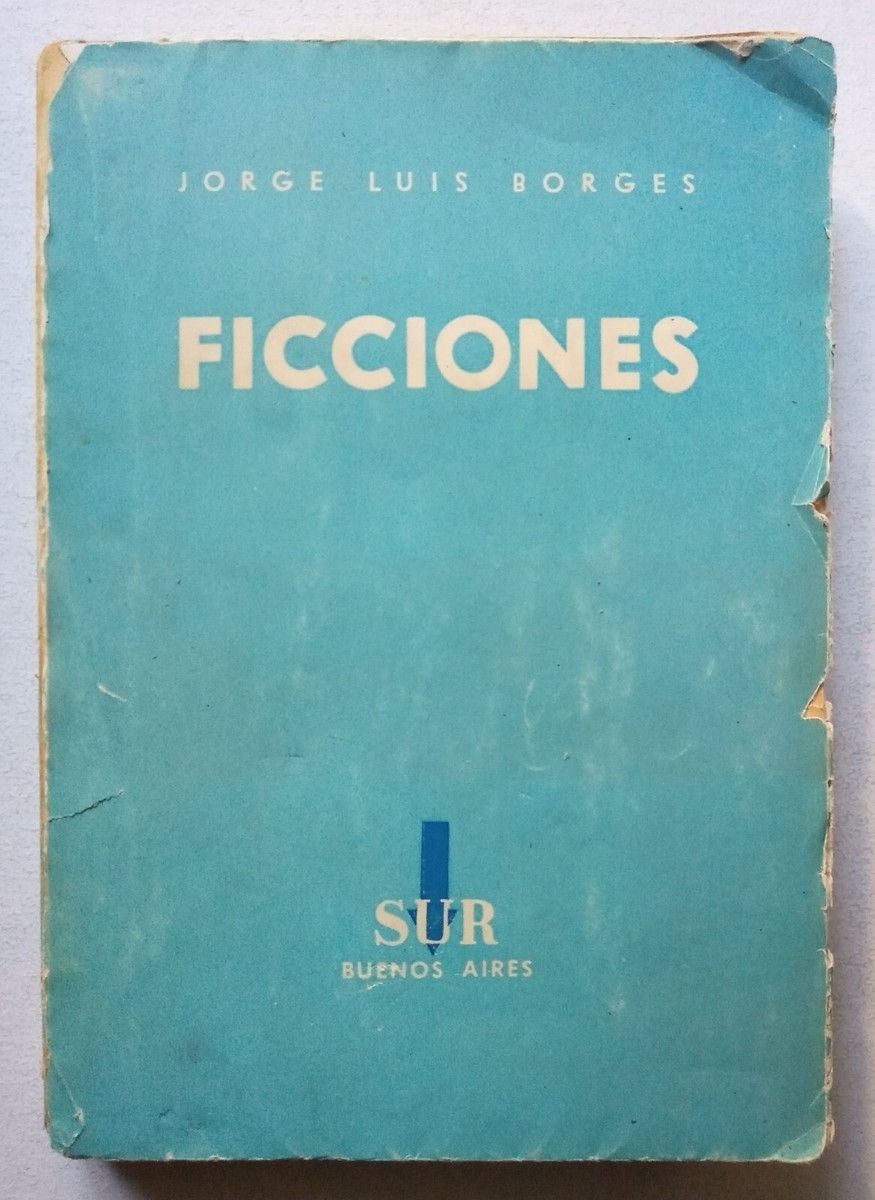 JORGE LUIS BORGES
FICCIONES
SUR
BUENOS AIRES